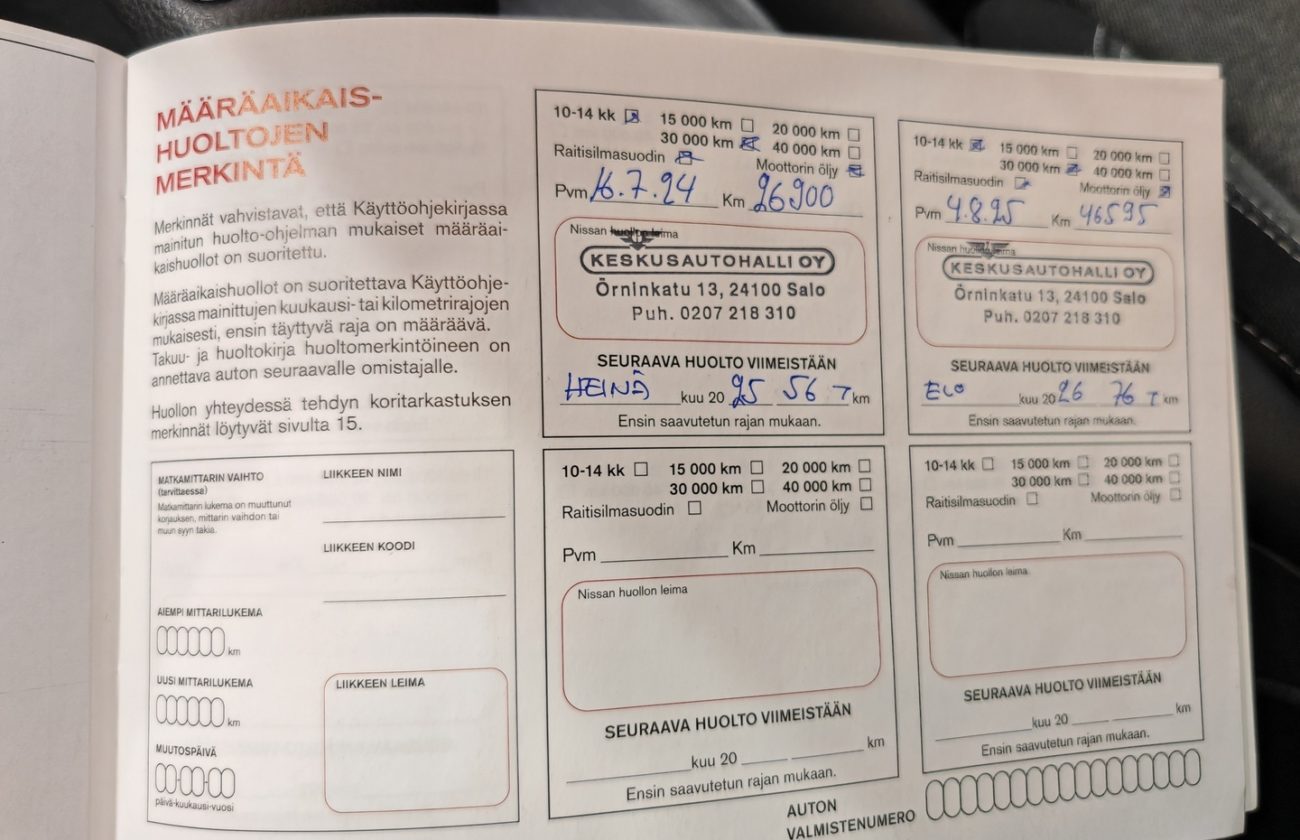 MÄÄRÄAIKAIS-
HUOLTOJEN
MERKINTÄ
Merkinnät vahvistavat, että Käyttöohjekirjassa
mainitun huolto-ohjelman mukaiset määräai-
kaishuollot on suoritettu.
Määräaikaishuollot on suoritettava Käyttöohje-
kirjassa mainittujen kuukausi- tai kilometrirajojen
mukaisesti, ensin täyttyvä raja on määräävä.
Takuu- ja huoltokirja huoltomerkintöineen on
annettava auton seuraavalle omistajalle.
Huollon yhteydessä tehdyn koritarkastuksen
merkinnät löytyvät sivulta 15.
MATKAMITTARIN VAIHTO
(tarvittaessa)
Matkamittarin lukema on muuttunut
korjauksen, mittarin vaihdon tai
muun syyn takia.
LIIKKEEN NIMI
LIIKKEEN KOODI
AIEMPI MITTARILUKEMA
km
UUSI MITTARILUKEMA
km
MUUTOSPÄIVÄ
päivä-kuukausi-vuosi
LIIKKEEN LEIMA
10-14 kk 15 000 km 20 000 km
30 000 km 40 000 km
Raitisilmasuodin Moottorin öljy
Pvm 16.7.24 Km 26900
Nissan huollon leima
KESKUSAUTOHALLI OY
Örninkatu 13, 24100 Salo
Puh. 0207 218 310
SEURAAVA HUOLTO VIIMEISTÄÄN
HEINÄ kuu 20 25 56 T km
Ensin saavutetun rajan mukaan.
10-14 kk 15 000 km 20 000 km
30 000 km 40 000 km
Raitisilmasuodin Moottorin öljy
Pvm 4.8.25 Km 46595
Nissan huollon leima
KESKUSAUTOHALLI OY
Örninkatu 13, 24100 Salo
Puh. 0207 218 310
SEURAAVA HUOLTO VIIMEISTÄÄN
ELO kuu 20 26 76 T km
Ensin saavutetun rajan mukaan.
10-14 kk 15 000 km 20 000 km
30 000 km 40 000 km
Raitisilmasuodin Moottorin öljy
Pvm Km
Nissan huollon leima
SEURAAVA HUOLTO VIIMEISTÄÄN
kuu 20 km
Ensin saavutetun rajan mukaan.
10-14 kk 15 000 km 20 000 km
30 000 km 40 000 km
Raitisilmasuodin Moottorin öljy
Pvm Km
Nissan huollon leima
SEURAAVA HUOLTO VIIMEISTÄÄN
kuu 20 km
Ensin saavutetun rajan mukaan.
AUTON
VALMISTENUMERO